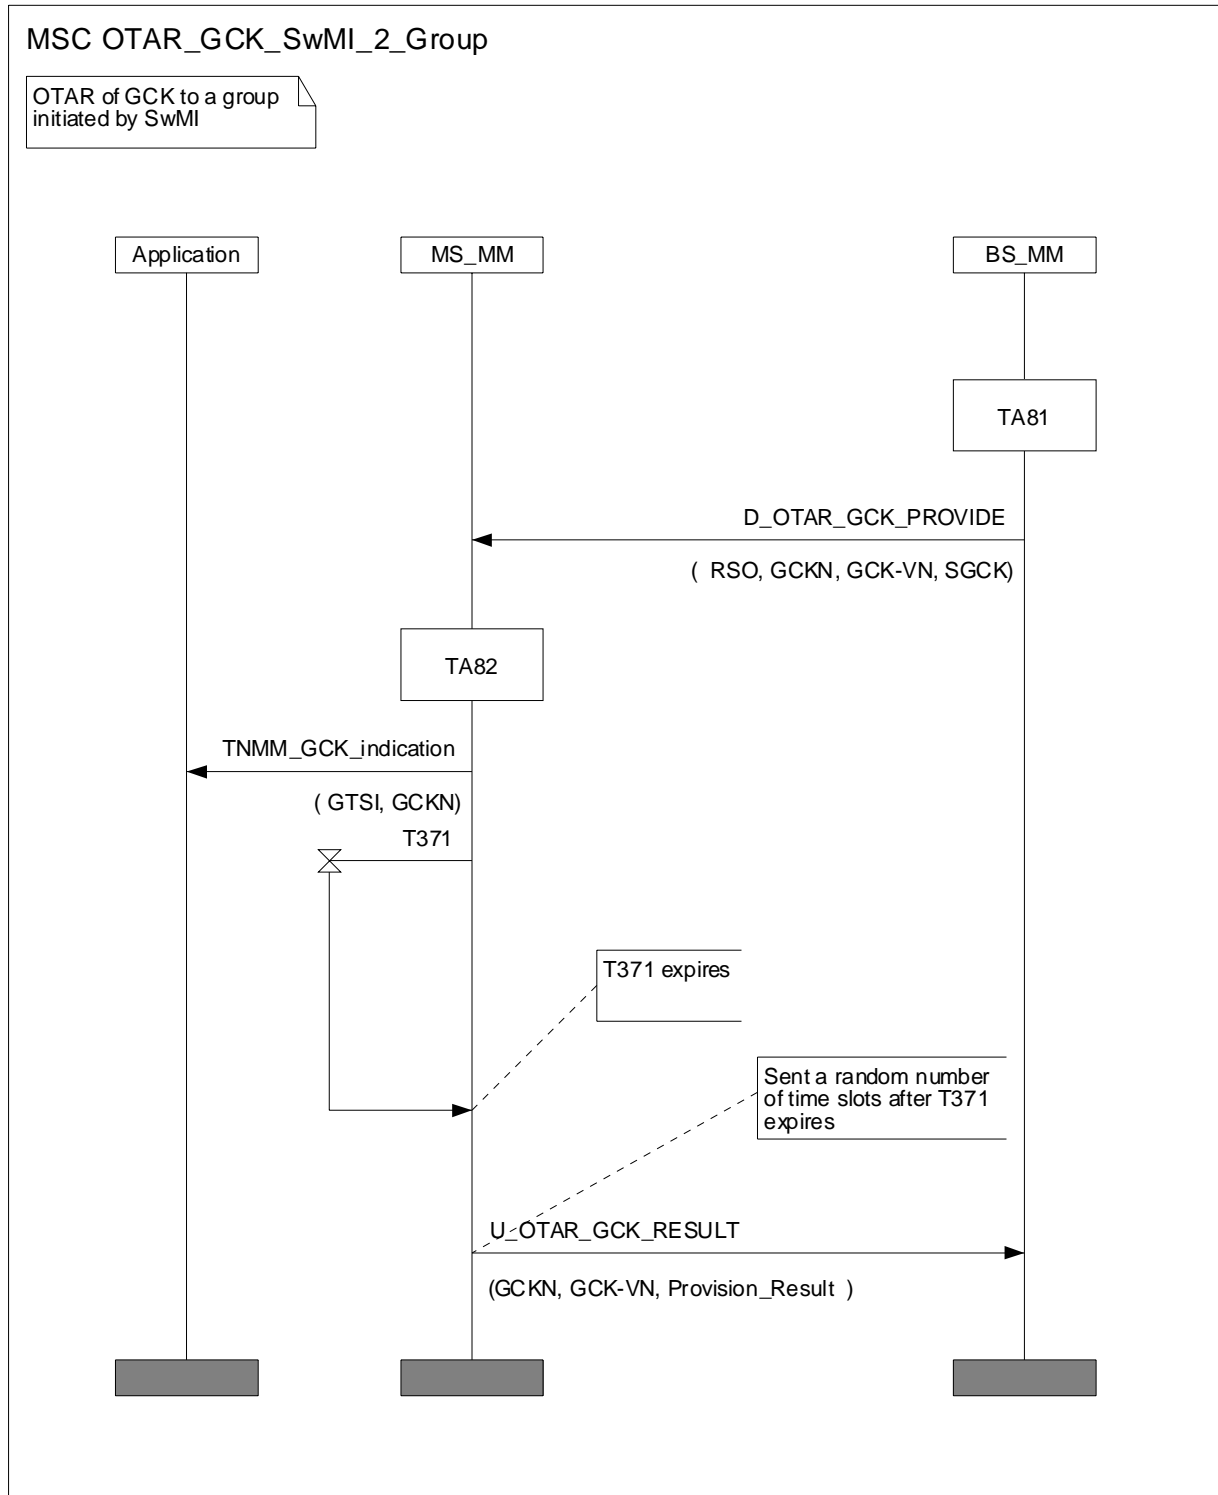 MSC OTAR_GCK_SwMI_2_Group
OTAR of GCK to a group
initiated by SwMI
Application
MS_MM
BS_MM
TA81
D_OTAR_GCK_PROVIDE
( RSO, GCKN, GCK-VN, SGCK)
TA82
TNMM_GCK_indication
( GTSI, GCKN)
T371
T371 expires
Sent a random number
of time slots after T371
expires
U_OTAR_GCK_RESULT
(GCKN, GCK-VN, Provision_Result )